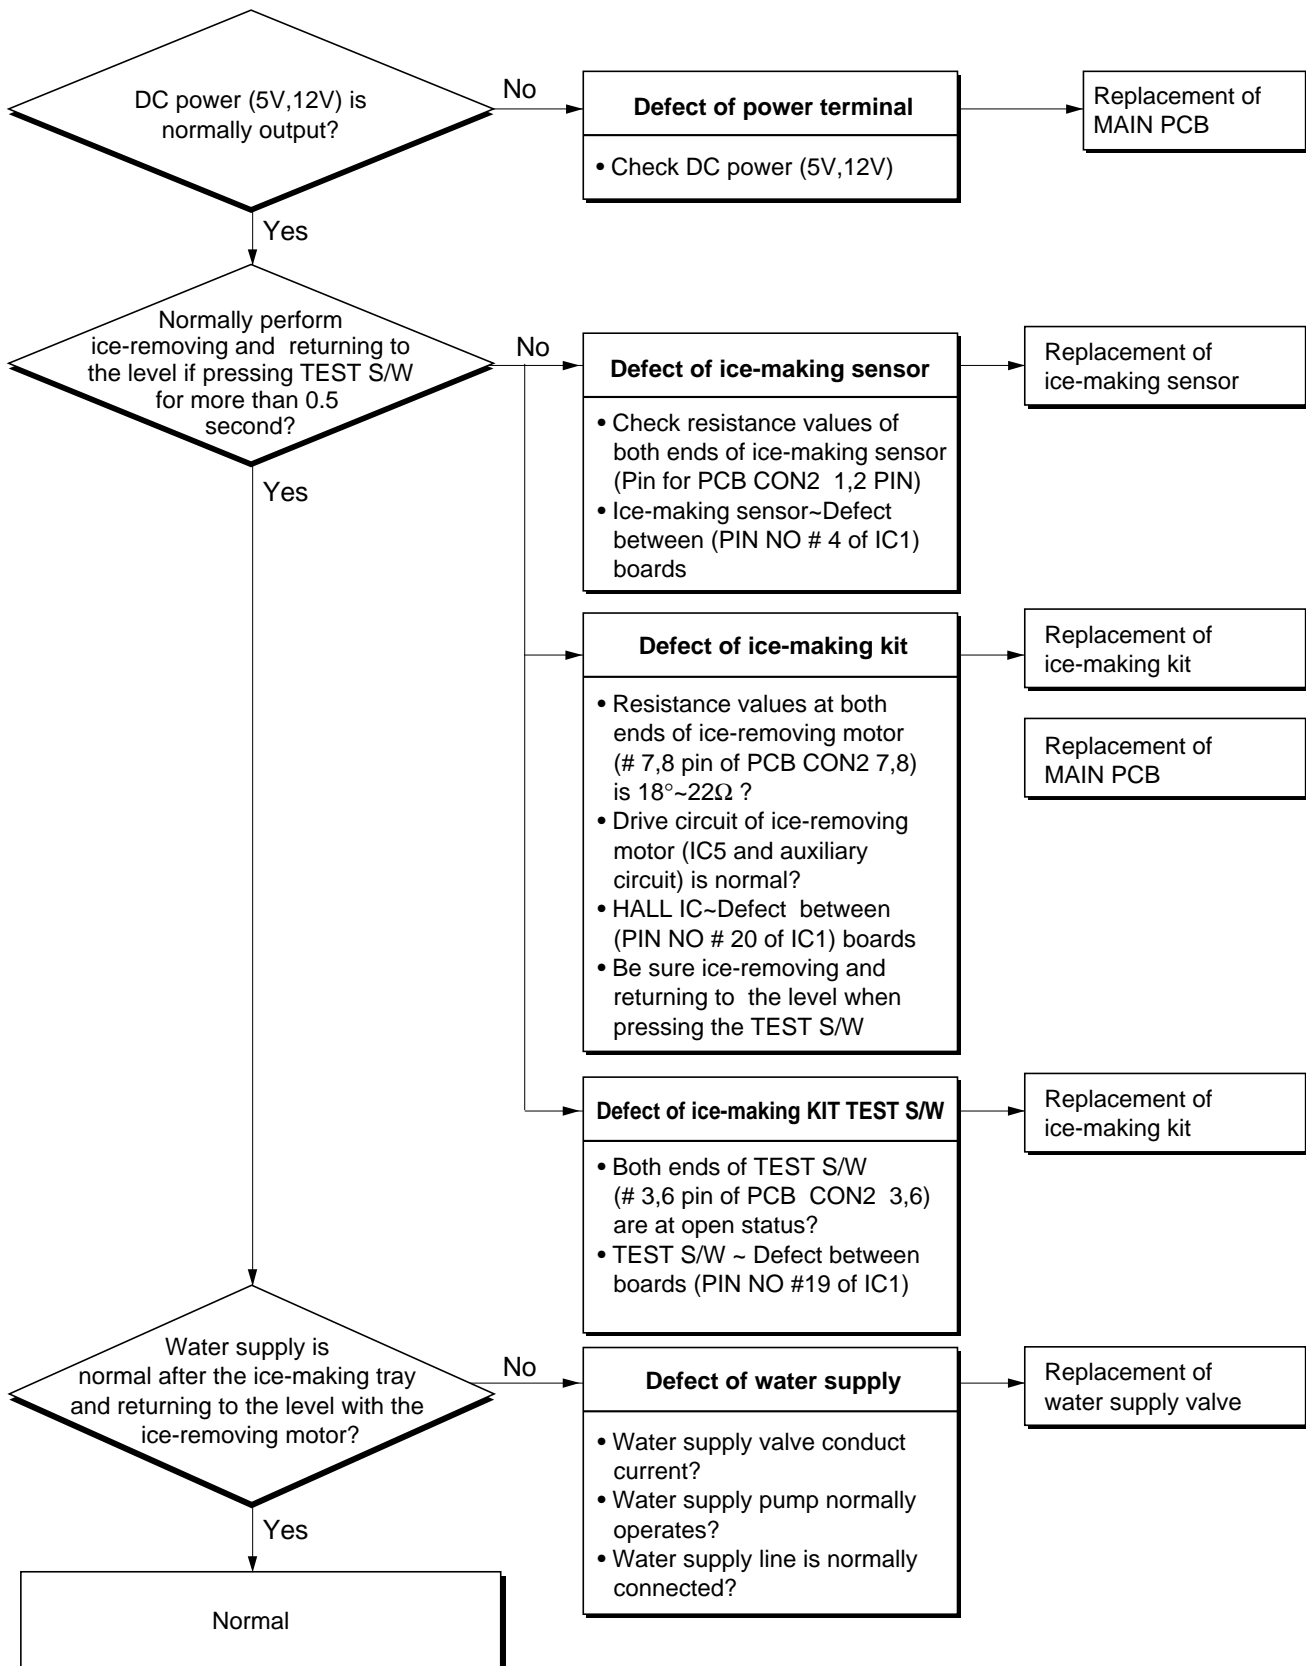 DC power (5V,12V) is
normally output?
No
Defect of power terminal
• Check DC power (5V,12V)
Replacement of
MAIN PCB
Yes
Normally perform
ice-removing and returning to
the level if pressing TEST S/W
for more than 0.5
second?
No
Defect of ice-making sensor
• Check resistance values of
both ends of ice-making sensor
(Pin for PCB CON2 1,2 PIN)
• Ice-making sensor~Defect
between (PIN NO # 4 of IC1)
boards
Replacement of
ice-making sensor
Yes
Defect of ice-making kit
• Resistance values at both
ends of ice-removing motor
(# 7,8 pin of PCB CON2 7,8)
is 18°~22Ω ?
• Drive circuit of ice-removing
motor (IC5 and auxiliary
circuit) is normal?
• HALL IC~Defect between
(PIN NO # 20 of IC1) boards
• Be sure ice-removing and
returning to the level when
pressing the TEST S/W
Replacement of
ice-making kit
Replacement of
MAIN PCB
Defect of ice-making KIT TEST S/W
• Both ends of TEST S/W
(# 3,6 pin of PCB CON2 3,6)
are at open status?
• TEST S/W ~ Defect between
boards (PIN NO #19 of IC1)
Replacement of
ice-making kit
Water supply is
normal after the ice-making tray
and returning to the level with the
ice-removing motor?
No
Defect of water supply
• Water supply valve conduct
current?
• Water supply pump normally
operates?
• Water supply line is normally
connected?
Replacement of
water supply valve
Yes
Normal